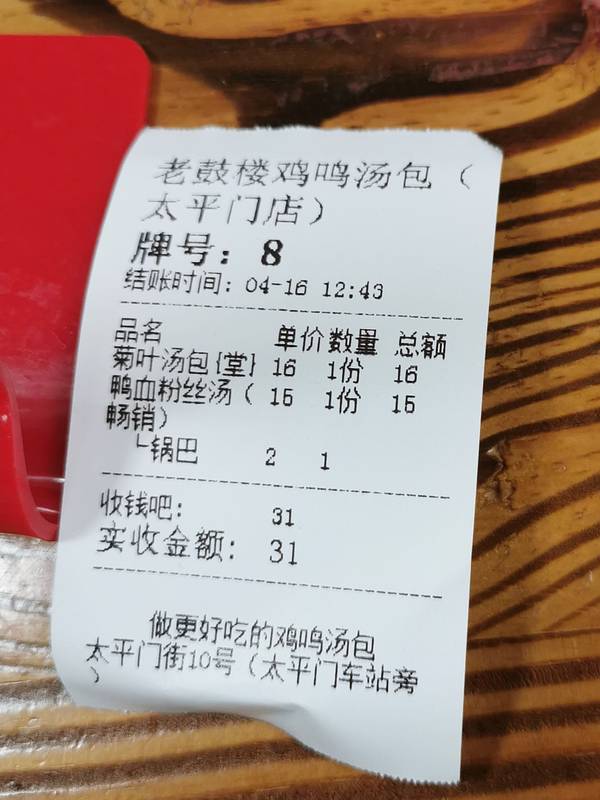 老鼓楼鸡鸣汤包（
太平门店）
牌号：8
结账时间：04-16 12:43
品名 单价 数量 总额
菊叶汤包{堂} 16 1份 16
鸭血粉丝汤（ 15 1份 15
畅销）
└锅巴 2 1
收钱吧： 31
实收金额： 31
做更好吃的鸡鸣汤包
太平门街10号（太平门车站旁
）